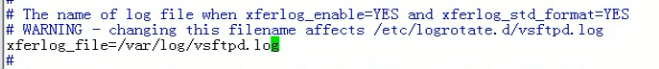 #
# The name of log file when xferlog_enable=YES and xferlog_std_format=YES
# WARNING - changing this filename affects /etc/logrotate.d/vsftpd.log
xferlog_file=/var/log/vsftpd.log
#